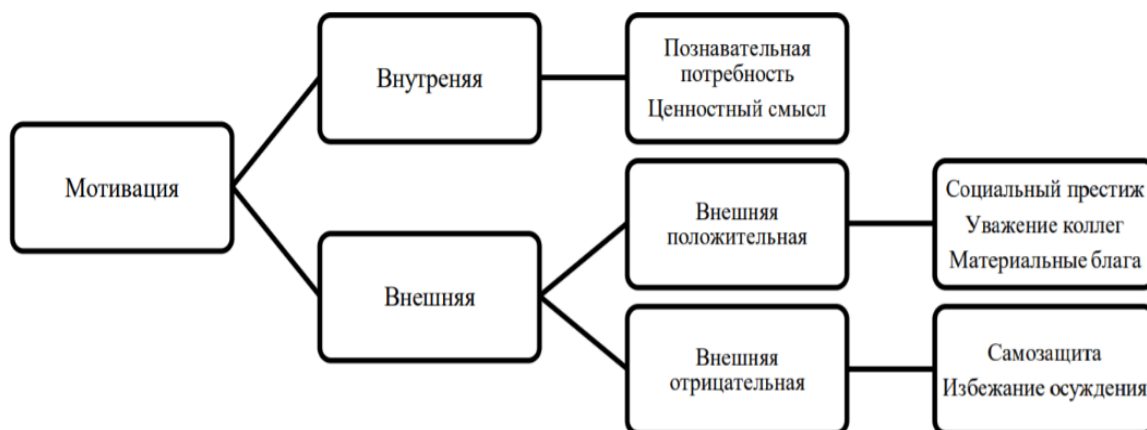 Мотивация
Внутреняя
Познавательная
потребность
Ценностный смысл
Внешняя
Внешняя
положительная
Социальный престиж
Уважение коллег
Материальные блага
Внешняя
отрицательная
Самозащита
Избежание осуждения